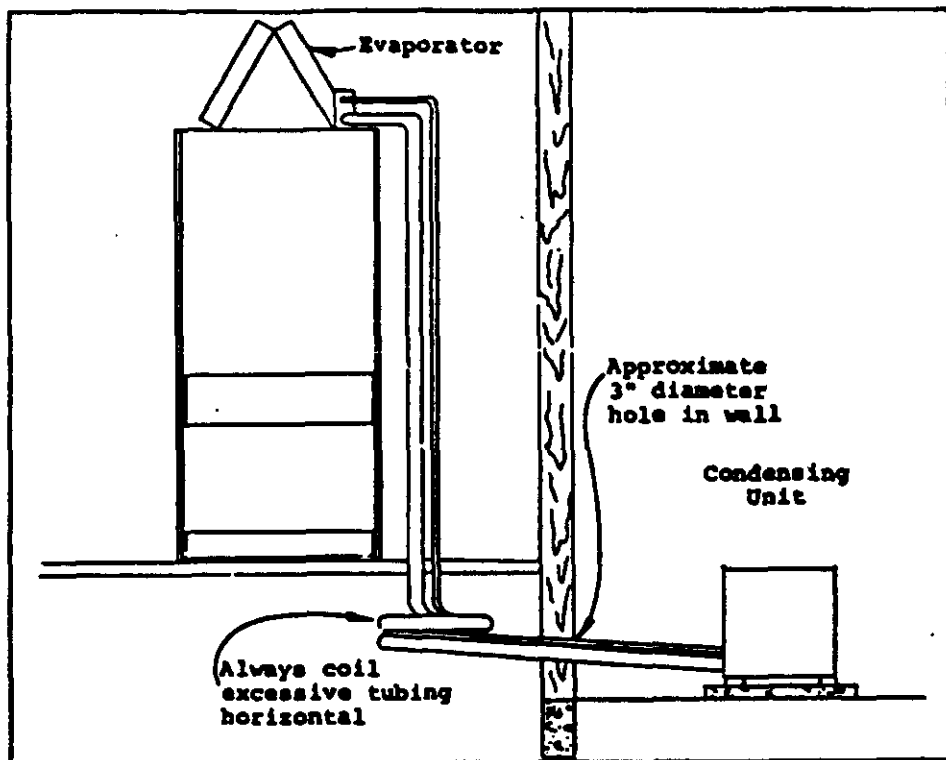 Evaporator
Approximate
3" diameter
hole in wall
Condensing
Unit
Always coil
excessive tubing
horizontal